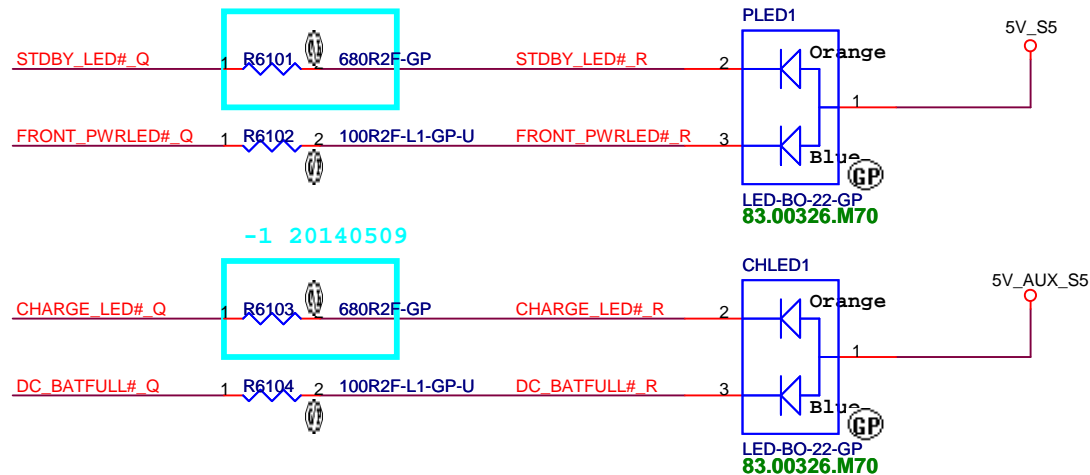 PLED1
5V_S5
STDBY_LED#_Q 1 R6101 2 680R2F-GP STDBY_LED#_R 2 Orange
1
FRONT_PWRLED#_Q 1 R6102 2 100R2F-L1-GP-U FRONT_PWRLED#_R 3 Blue
GP
LED-BO-22-GP
83.00326.M70
-1 20140509
CHLED1
5V_AUX_S5
CHARGE_LED#_Q 1 R6103 2 680R2F-GP CHARGE_LED#_R 2 Orange
1
DC_BATFULL#_Q 1 R6104 2 100R2F-L1-GP-U DC_BATFULL#_R 3 Blue
GP
LED-BO-22-GP
83.00326.M70